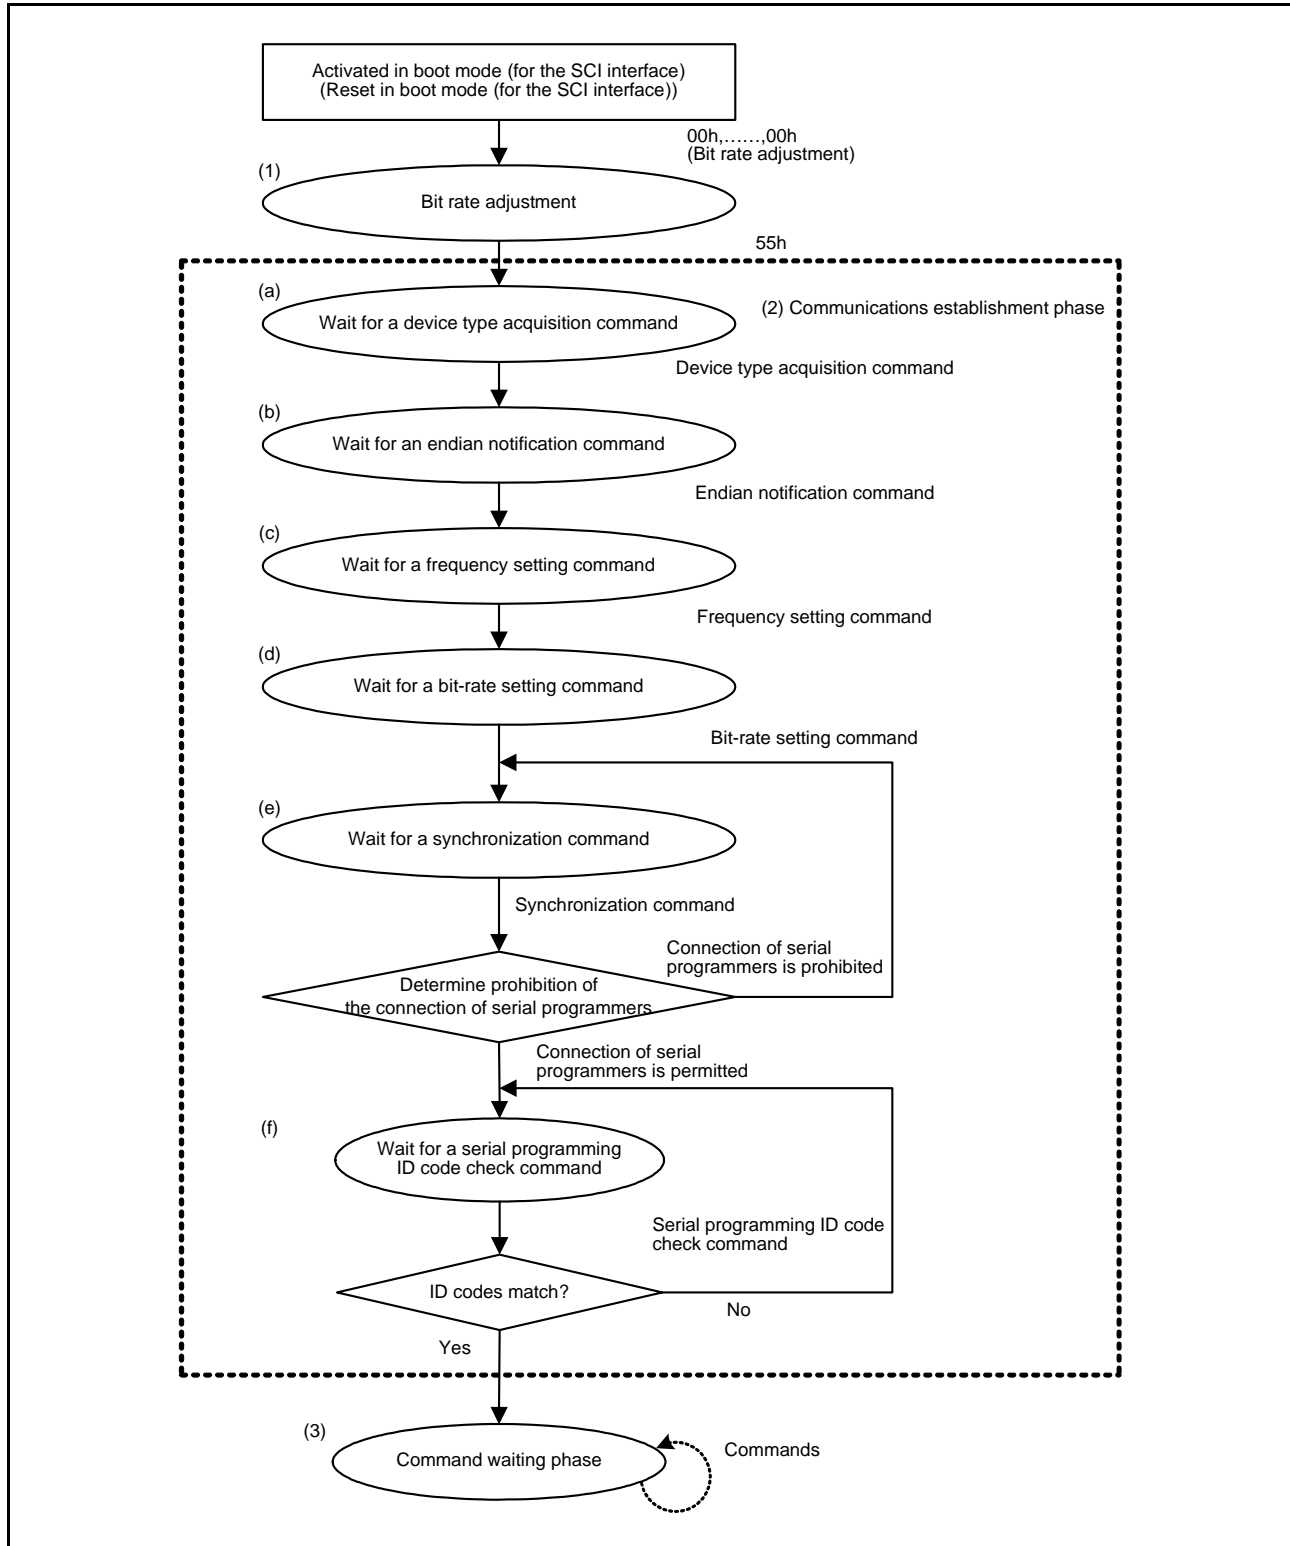 Activated in boot mode (for the SCI interface)
(Reset in boot mode (for the SCI interface))
00h,……,00h
(Bit rate adjustment)
(1)
Bit rate adjustment
55h
(a)
Wait for a device type acquisition command
(2) Communications establishment phase
Device type acquisition command
(b)
Wait for an endian notification command
Endian notification command
(c)
Wait for a frequency setting command
Frequency setting command
(d)
Wait for a bit-rate setting command
Bit-rate setting command
(e)
Wait for a synchronization command
Synchronization command
Connection of serial
programmers is prohibited
Determine prohibition of
the connection of serial programmers
Connection of serial
programmers is permitted
(f)
Wait for a serial programming
ID code check command
Serial programming ID code
check command
ID codes match?
No
Yes
(3)
Command waiting phase
Commands